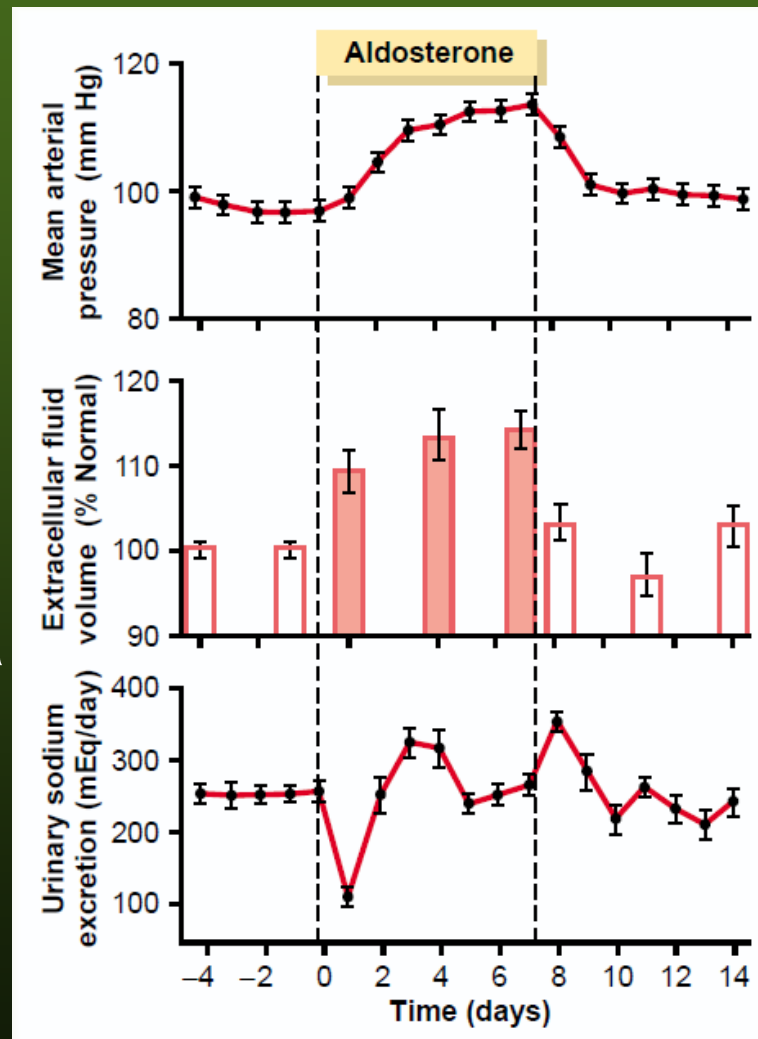 Aldosterone
Mean arterial
pressure (mm Hg)
120
100
80
Extracellular fluid
volume (% Normal)
120
110
100
90
Urinary sodium
excretion (mEq/day)
400
300
200
100
–4 –2 0 2 4 6 8 10 12 14
Time (days)